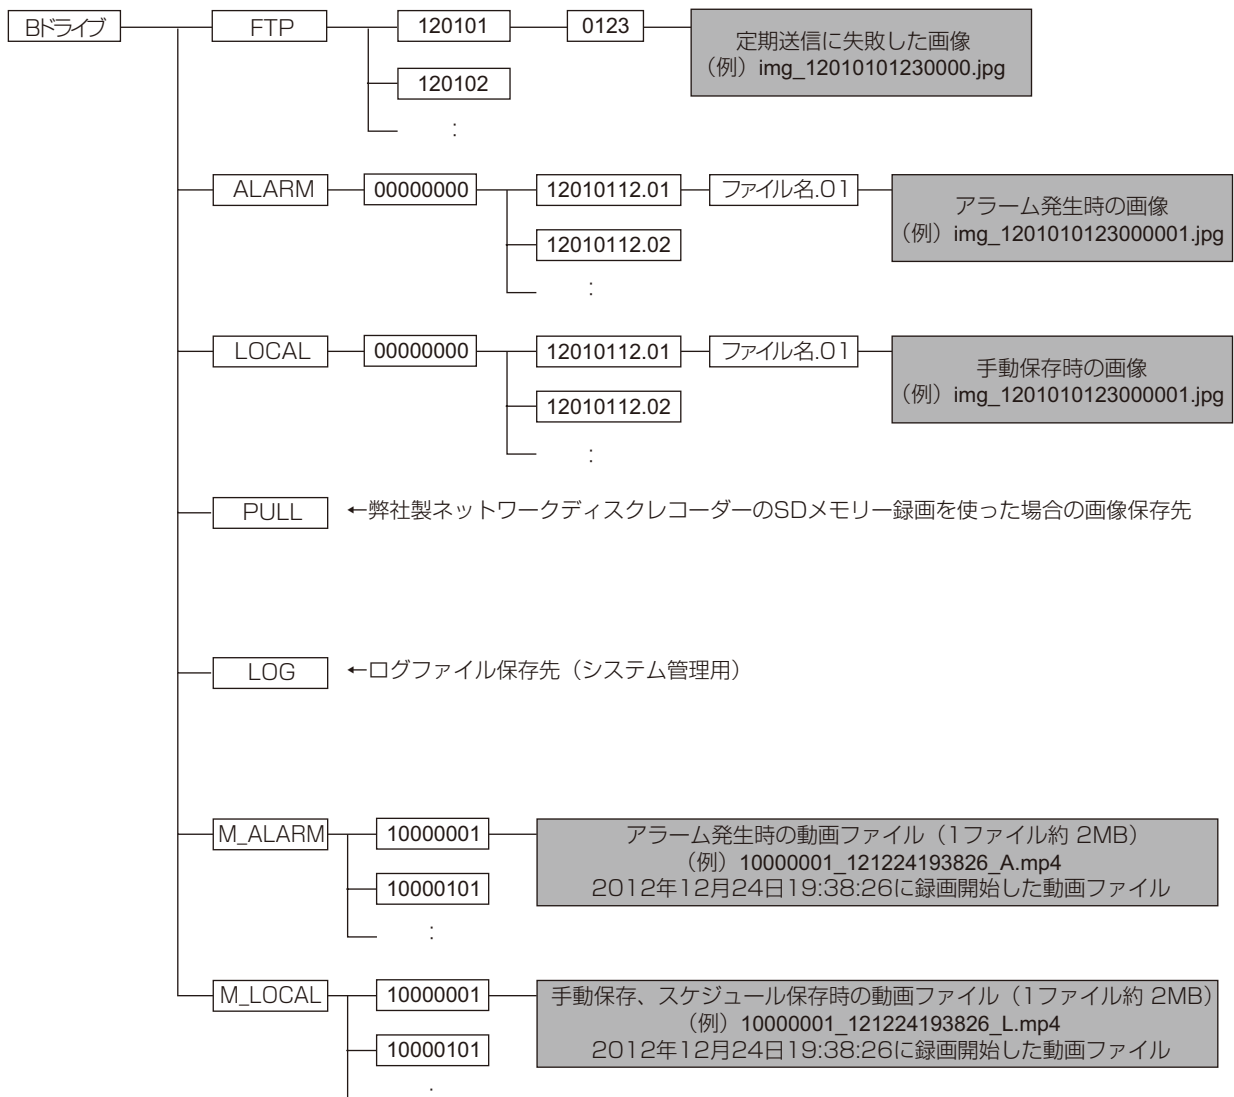 Bドライブ
FTP
120101
0123
定期送信に失敗した画像
（例）img_12010101230000.jpg
120102
:
ALARM
00000000
12010112.01
ファイル名.01
アラーム発生時の画像
（例）img_1201010123000001.jpg
12010112.02
:
LOCAL
00000000
12010112.01
ファイル名.01
手動保存時の画像
（例）img_1201010123000001.jpg
12010112.02
:
PULL
←弊社製ネットワークディスクレコーダーのSDメモリー録画を使った場合の画像保存先
LOG
←ログファイル保存先（システム管理用）
M_ALARM
10000001
アラーム発生時の動画ファイル（1ファイル約 2MB）
（例）10000001_121224193826_A.mp4
2012年12月24日19:38:26に録画開始した動画ファイル
10000101
:
M_LOCAL
10000001
手動保存、スケジュール保存時の動画ファイル（1ファイル約 2MB）
（例）10000001_121224193826_L.mp4
2012年12月24日19:38:26に録画開始した動画ファイル
10000101
: